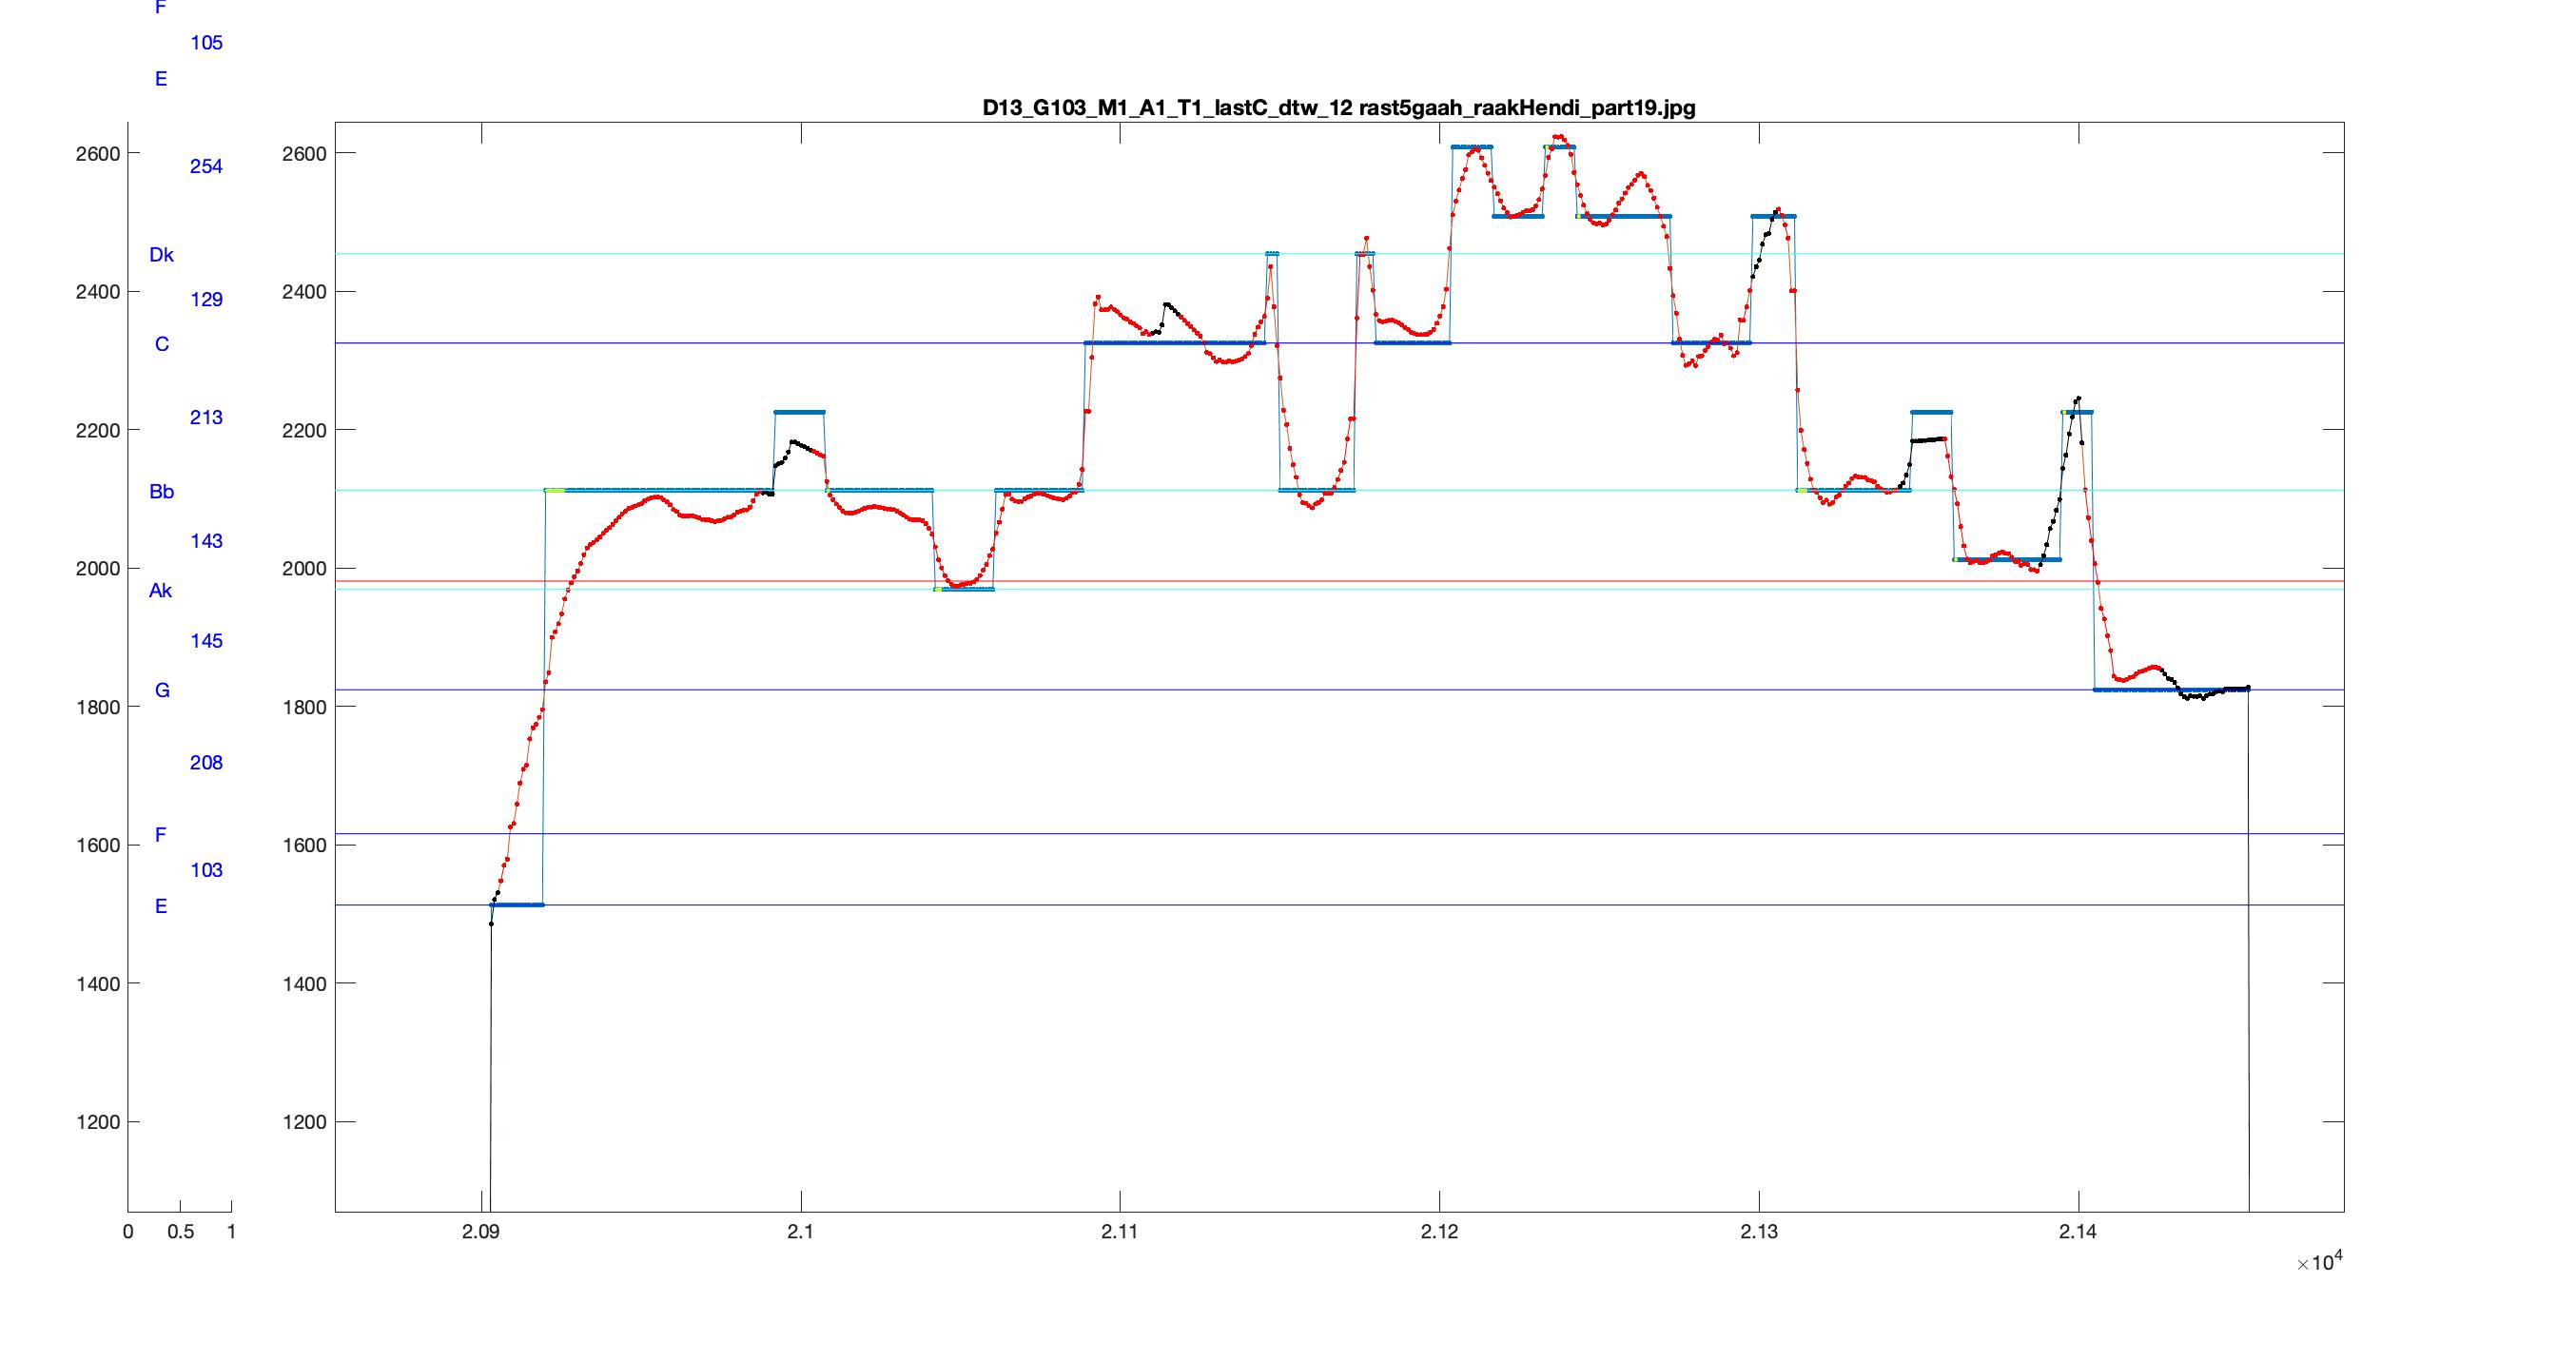 F
105
E
D13_G103_M1_A1_T1_lastC_dtw_12 rast5gaah_raakHendi_part19.jpg
2600 254 2600
Dk
2400 129 2400
C
213
2200 2200
Bb
143
2000 2000
Ak
145
G
1800 1800
208
F
1600 1600
103
E
1400 1400
1200 1200
0 0.5 1 2.09 2.1 2.11 2.12 2.13 2.14
×10^4